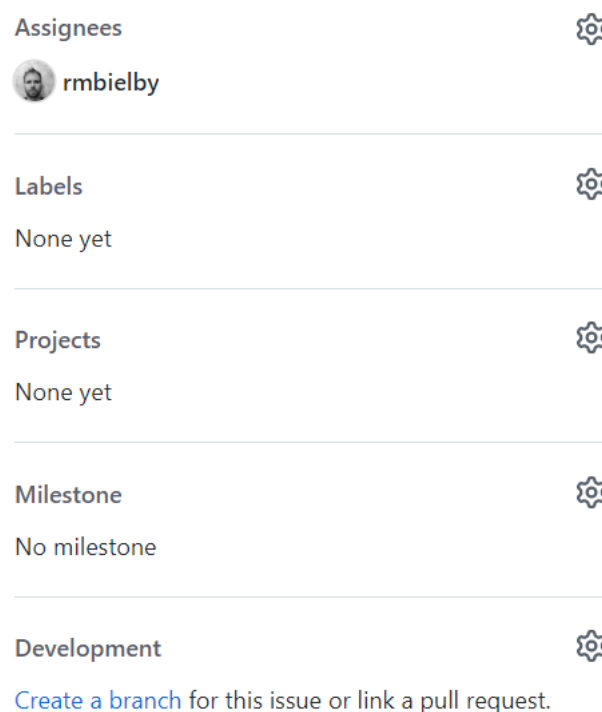 Assignees
rmbielby
Labels
None yet
Projects
None yet
Milestone
No milestone
Development
Create a branch for this issue or link a pull request.